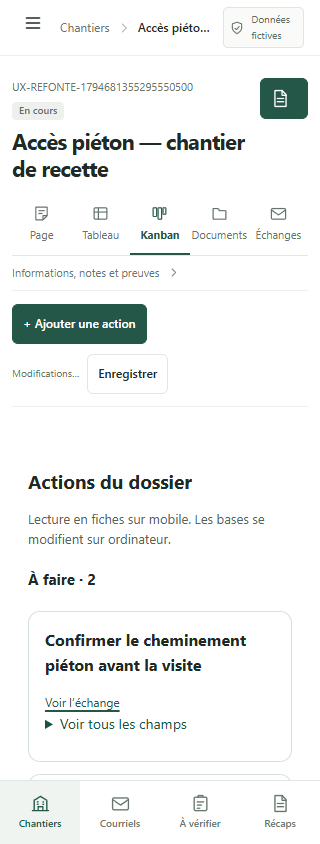 Chantiers
Accès piéto...
Données
fictives
UX-REFONTE-1794681355295550500
En cours
Accès piéton — chantier
de recette
Page
Tableau
Kanban
Documents
Échanges
Informations, notes et preuves
+ Ajouter une action
Modifications...
Enregistrer
Actions du dossier
Lecture en fiches sur mobile. Les bases se
modifient sur ordinateur.
À faire · 2
Confirmer le cheminement
piéton avant la visite
Voir l'échange
Voir tous les champs
Chantiers
Courriels
À vérifier
Récaps